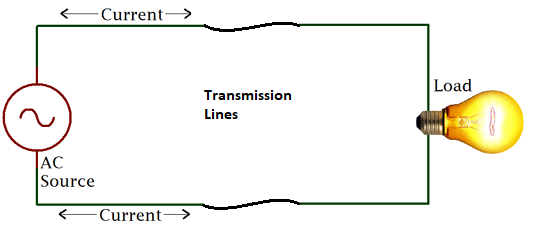 Current
Transmission
Lines
Load
AC
Source
Current